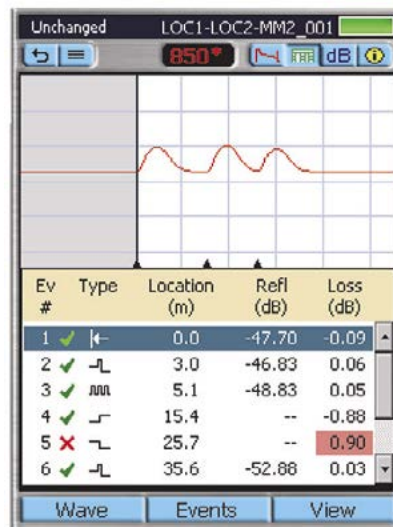 Unchanged LOC1-LOC2-MM2_001
850* dB
Ev # Type Location (m) Refl (dB) Loss (dB)
1 0.0 -47.70 -0.09
2 3.0 -46.83 0.06
3 5.1 -48.83 0.05
4 15.4 -- -0.88
5 25.7 -- 0.90
6 35.6 -52.88 0.03
Wave Events View